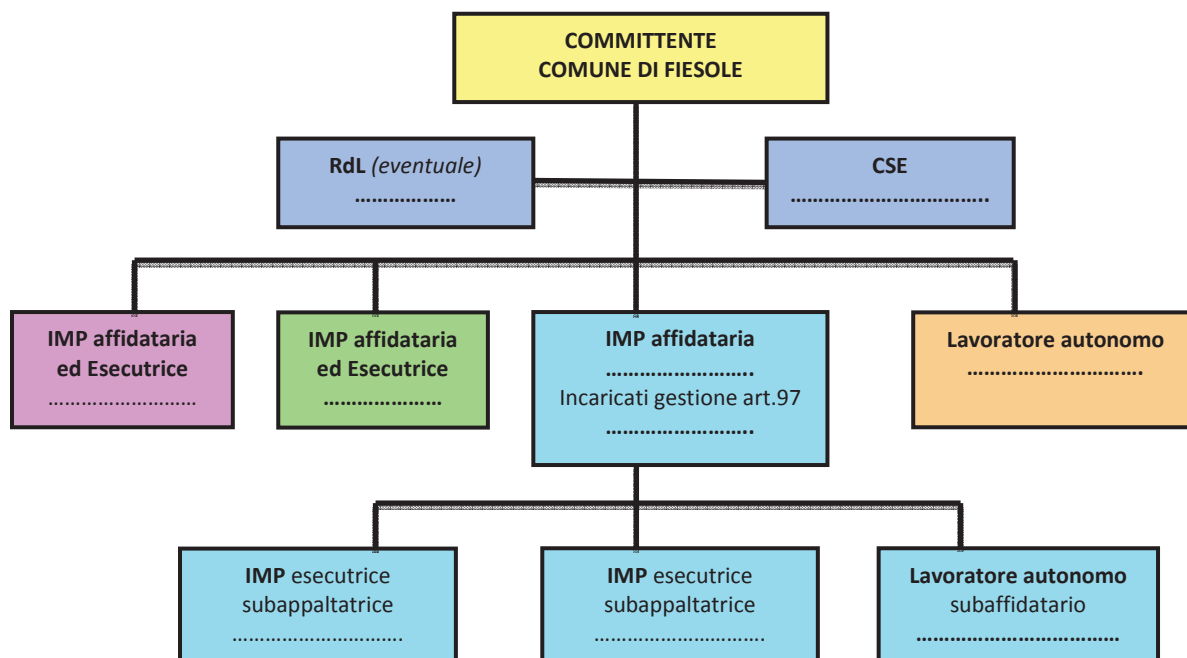 COMMITTENTE
COMUNE DI FIESOLE
RdL (eventuale)
………………
CSE
……………………………..
IMP affidataria
ed Esecutrice
………………………
IMP affidataria
ed Esecutrice
…………………
IMP affidataria
……………………..
Incaricati gestione art.97
……………………..
Lavoratore autonomo
……………………….
IMP esecutrice
subappaltatrice
………………………….
IMP esecutrice
subappaltatrice
………………………….
Lavoratore autonomo
subaffidatario
………………………………